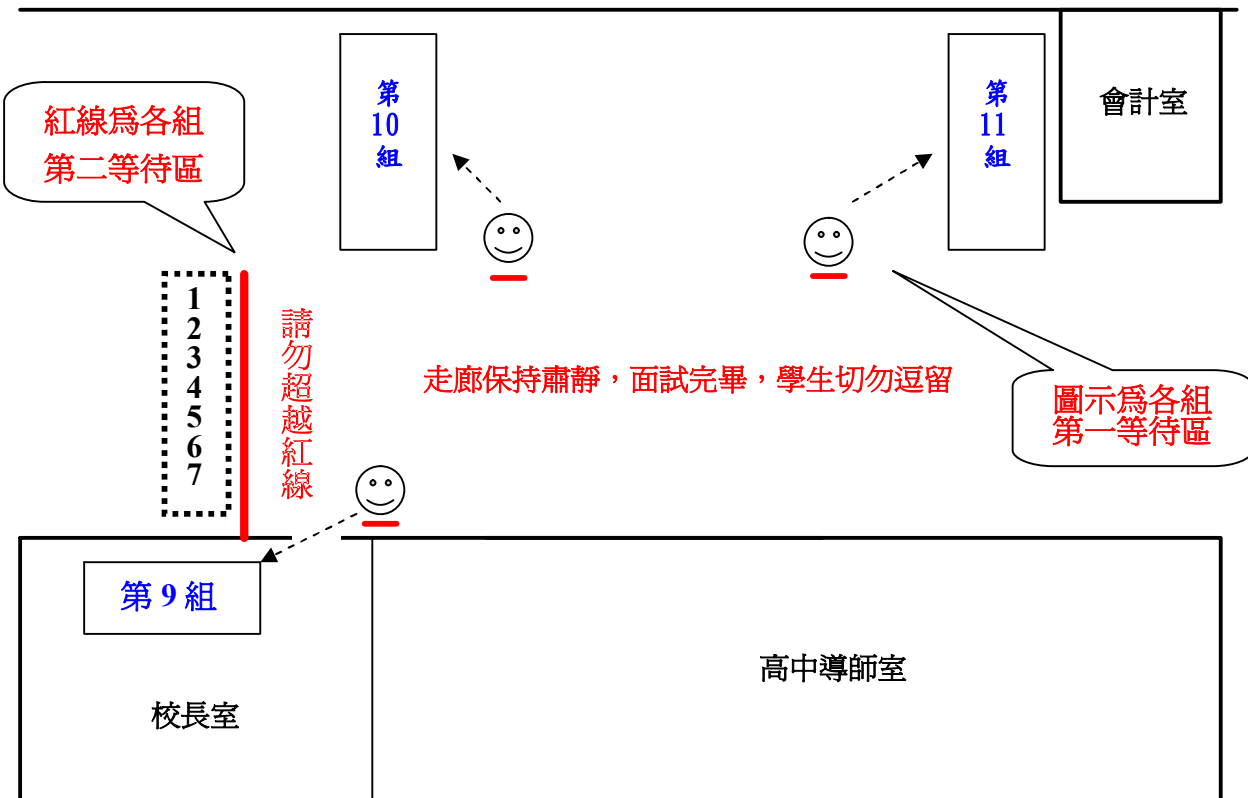 第
10
組
第
11
組
會計室
紅線為各組
第二等待區
1
2
3
4
5
6
7
請勿超越紅線
走廊保持肅靜，面試完畢，學生切勿逗留
圖示為各組
第一等待區
第 9 組
校長室
高中導師室